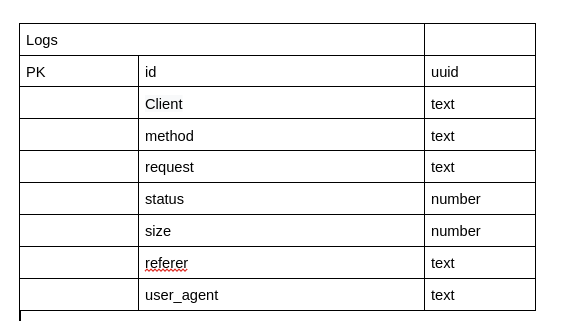 Logs
PK id uuid
Client text
method text
request text
status number
size number
referer text
user_agent text